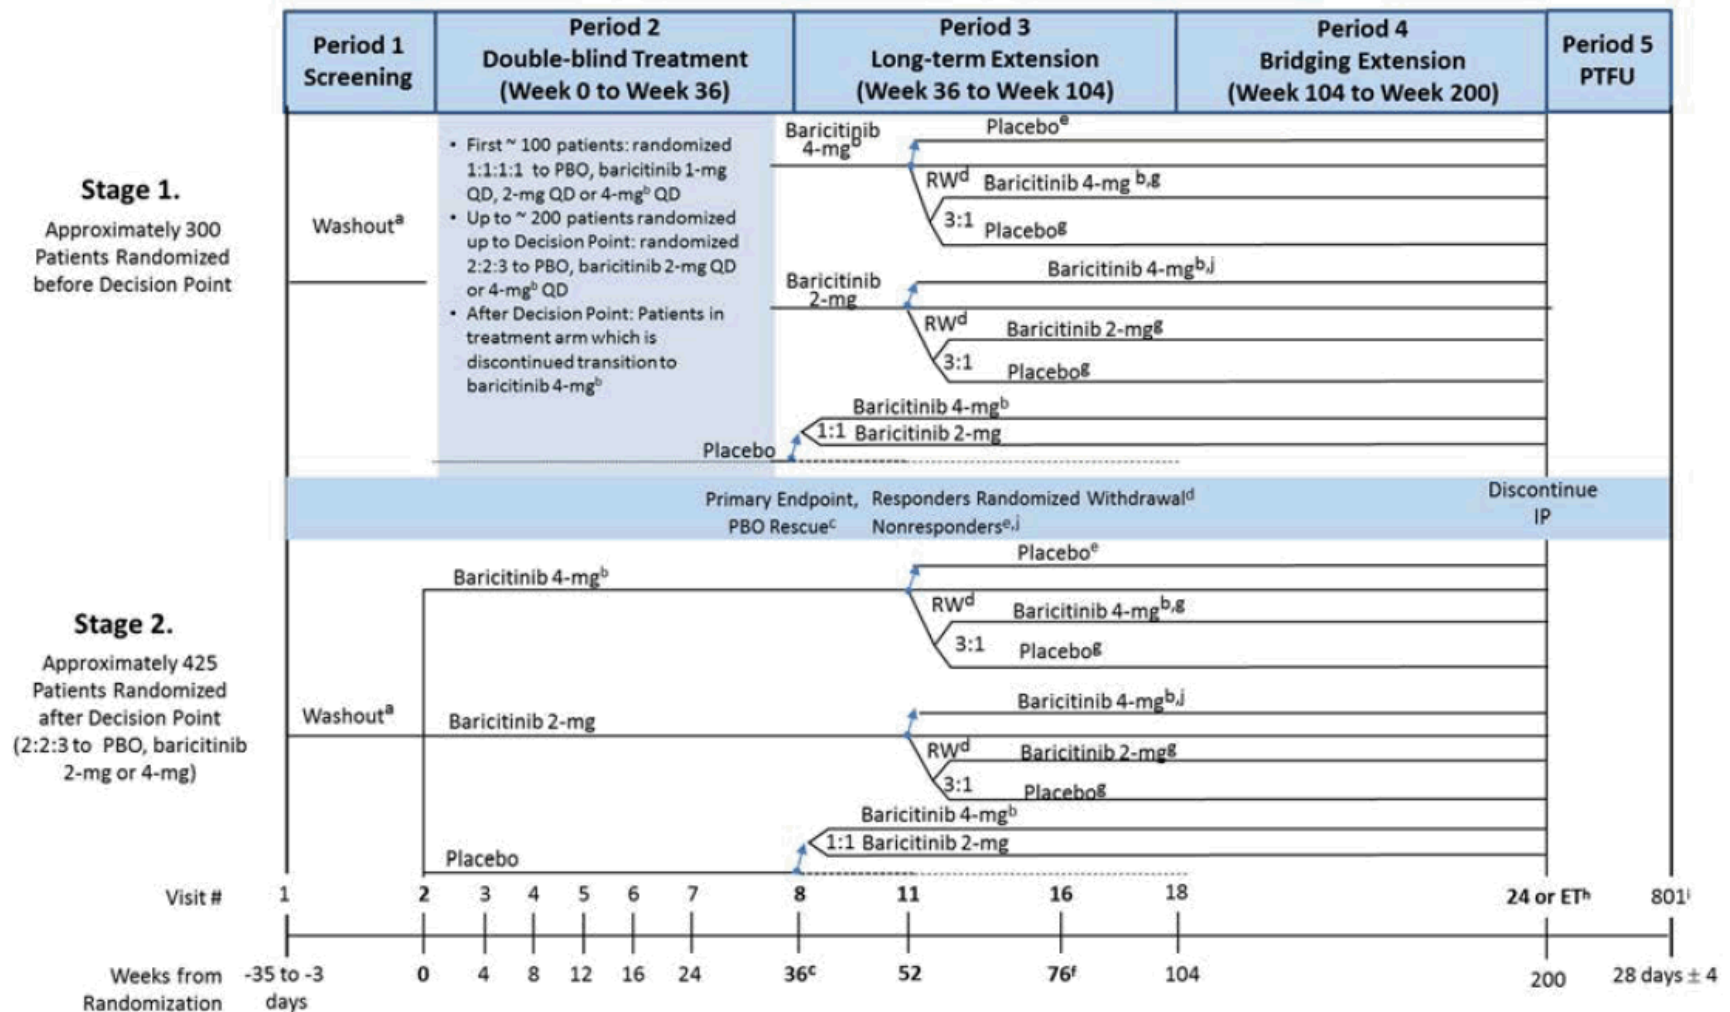 Period 1
Screening
Period 2
Double-blind Treatment
(Week 0 to Week 36)
Period 3
Long-term Extension
(Week 36 to Week 104)
Period 4
Bridging Extension
(Week 104 to Week 200)
Period 5
PTFU
Stage 1.
Approximately 300
Patients Randomized
before Decision Point
Washoutᵃ
• First ~ 100 patients: randomized
1:1:1:1 to PBO, baricitinib 1-mg
QD, 2-mg QD or 4-mgᵇ QD
• Up to ~ 200 patients randomized
up to Decision Point: randomized
2:2:3 to PBO, baricitinib 2-mg QD
or 4-mgᵇ QD
• After Decision Point: Patients in
treatment arm which is
discontinued transition to
baricitinib 4-mgᵇ
Baricitinib
4-mgᵇ
Placeboᵉ
RWᵈ
Baricitinib 4-mg ᵇ,ᵍ
3:1
Placeboᵍ
Baricitinib
2-mg
Baricitinib 4-mgᵇ,ʲ
RWᵈ
Baricitinib 2-mgᵍ
3:1
Placeboᵍ
Baricitinib 4-mgᵇ
1:1 Baricitinib 2-mg
Placebo
Primary Endpoint,
PBO Rescueᶜ
Responders Randomized Withdrawalᵈ
Nonrespondersᵉ,ʲ
Discontinue
IP
Stage 2.
Approximately 425
Patients Randomized
after Decision Point
(2:2:3 to PBO, baricitinib
2-mg or 4-mg)
Washoutᵃ
Baricitinib 4-mgᵇ
Placeboᵉ
RWᵈ
Baricitinib 4-mgᵇ,ᵍ
3:1
Placeboᵍ
Baricitinib 2-mg
Baricitinib 4-mgᵇ,ʲ
RWᵈ
Baricitinib 2-mgᵍ
3:1
Placeboᵍ
Baricitinib 4-mgᵇ
1:1 Baricitinib 2-mg
Placebo
Visit # 1 2 3 4 5 6 7 8 11 16 18 24 or ETʰ 801ⁱ
Weeks from
Randomization
-35 to -3
days
0 4 8 12 16 24 36ᶜ 52 76ᶠ 104 200 28 days ± 4